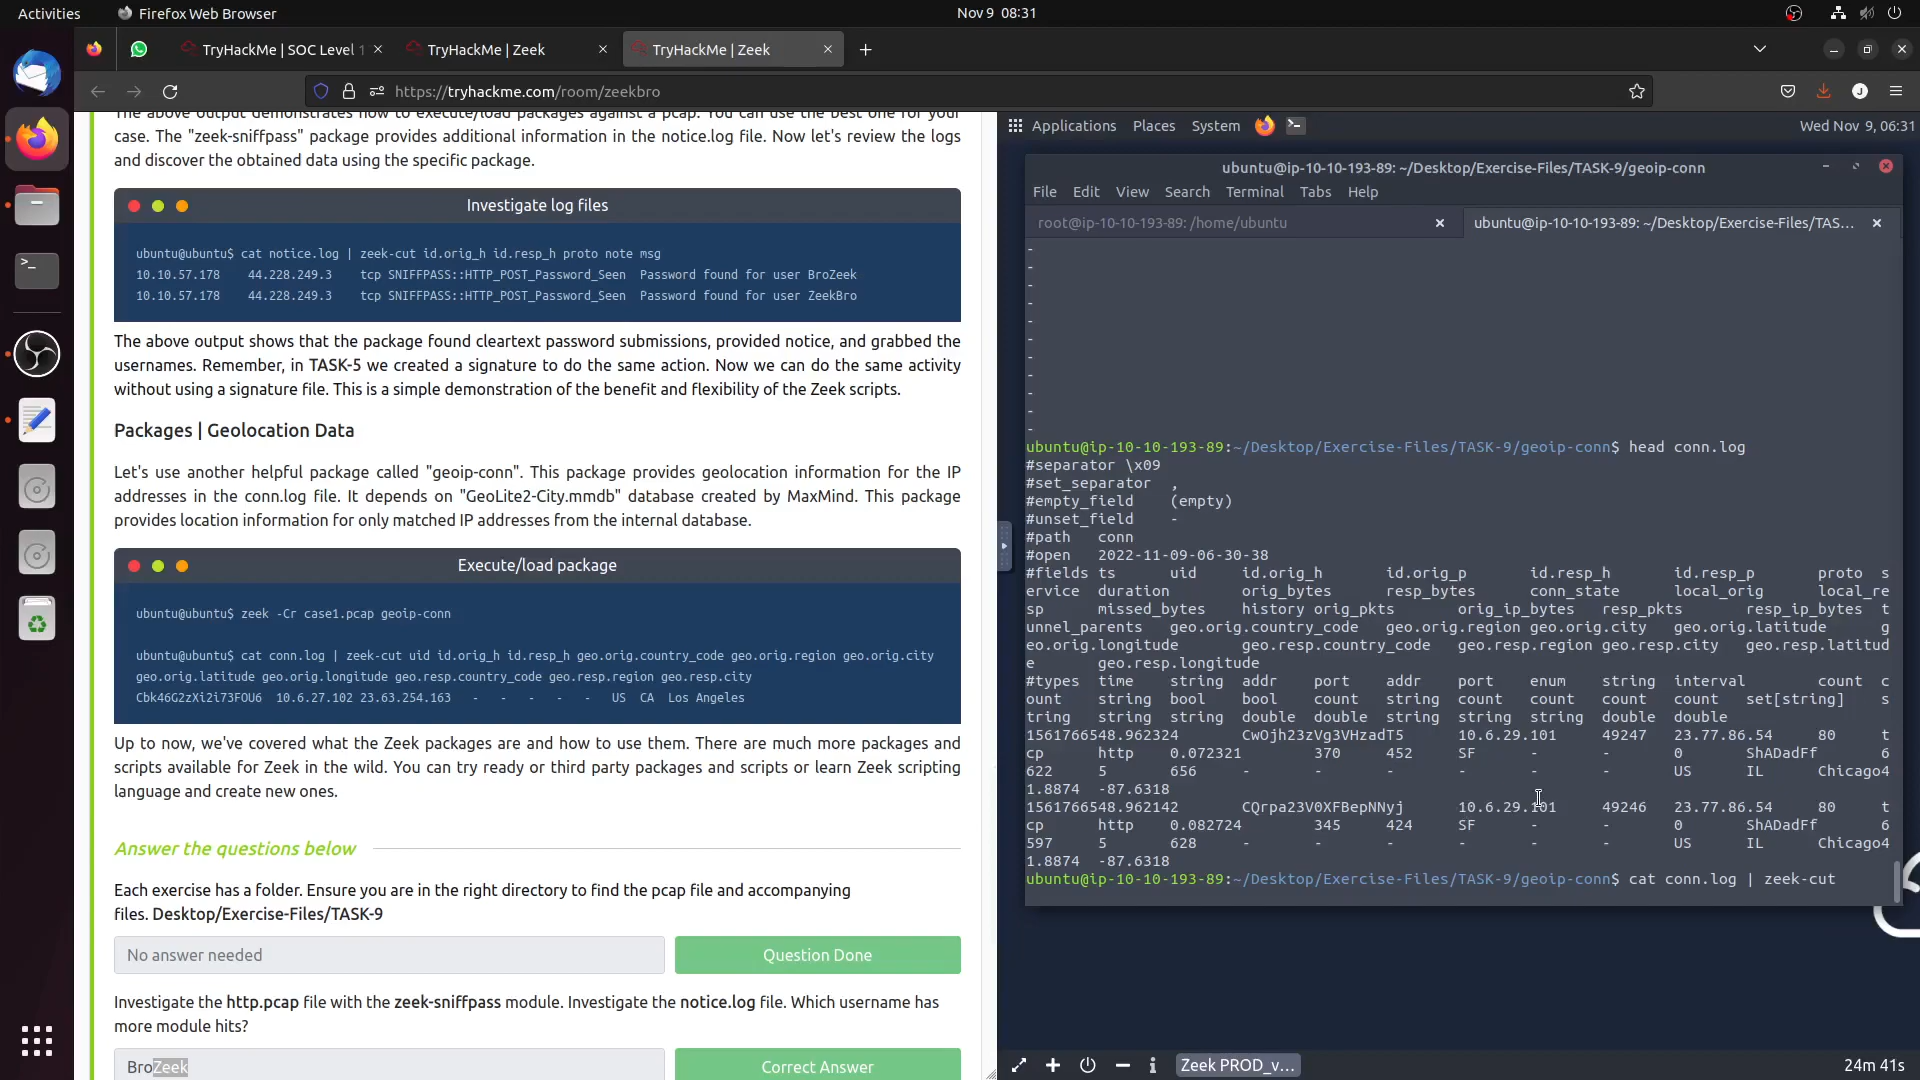 Activities
Firefox Web Browser
Nov 9 08:31
TryHackMe | SOC Level 1
TryHackMe | Zeek
TryHackMe | Zeek
https://tryhackme.com/room/zeekbro
J
The above output demonstrates how to execute/load packages against a pcap. You can use the best one for your
case. The "zeek-sniffpass" package provides additional information in the notice.log file. Now let's review the logs
and discover the obtained data using the specific package.
Investigate log files
ubuntu@ubuntu$ cat notice.log | zeek-cut id.orig_h id.resp_h proto note msg
10.10.57.178 44.228.249.3 tcp SNIFFPASS::HTTP_POST_Password_Seen Password found for user BroZeek
10.10.57.178 44.228.249.3 tcp SNIFFPASS::HTTP_POST_Password_Seen Password found for user ZeekBro
The above output shows that the package found cleartext password submissions, provided notice, and grabbed the
usernames. Remember, in TASK-5 we created a signature to do the same action. Now we can do the same activity
without using a signature file. This is a simple demonstration of the benefit and flexibility of the Zeek scripts.
Packages | Geolocation Data
Let's use another helpful package called "geoip-conn". This package provides geolocation information for the IP
addresses in the conn.log file. It depends on "GeoLite2-City.mmdb" database created by MaxMind. This package
provides location information for only matched IP addresses from the internal database.
Execute/load package
ubuntu@ubuntu$ zeek -Cr case1.pcap geoip-conn
ubuntu@ubuntu$ cat conn.log | zeek-cut uid id.orig_h id.resp_h geo.orig.country_code geo.orig.region geo.orig.city
geo.orig.latitude geo.orig.longitude geo.resp.country_code geo.resp.region geo.resp.city
Cbk46G2zXi2i73FOU6 10.6.27.102 23.63.254.163 - - - - - US CA Los Angeles
Up to now, we've covered what the Zeek packages are and how to use them. There are much more packages and
scripts available for Zeek in the wild. You can try ready or third party packages and scripts or learn Zeek scripting
language and create new ones.
Answer the questions below
Each exercise has a folder. Ensure you are in the right directory to find the pcap file and accompanying
files. Desktop/Exercise-Files/TASK-9
No answer needed
Question Done
Investigate the http.pcap file with the zeek-sniffpass module. Investigate the notice.log file. Which username has
more module hits?
BroZeek
Correct Answer
Applications Places System
Wed Nov 9, 06:31
ubuntu@ip-10-10-193-89: ~/Desktop/Exercise-Files/TASK-9/geoip-conn
File Edit View Search Terminal Tabs Help
root@ip-10-10-193-89: /home/ubuntu
ubuntu@ip-10-10-193-89: ~/Desktop/Exercise-Files/TAS...
-
-
-
-
-
-
-
-
-
-
-
ubuntu@ip-10-10-193-89:~/Desktop/Exercise-Files/TASK-9/geoip-conn$ head conn.log
#separator \x09
#set_separator ,
#empty_field (empty)
#unset_field -
#path conn
#open 2022-11-09-06-30-38
#fields ts uid id.orig_h id.orig_p id.resp_h id.resp_p proto s
ervice duration orig_bytes resp_bytes conn_state local_orig local_re
sp missed_bytes history orig_pkts orig_ip_bytes resp_pkts resp_ip_bytes t
unnel_parents geo.orig.country_code geo.orig.region geo.orig.city geo.orig.latitude g
eo.orig.longitude geo.resp.country_code geo.resp.region geo.resp.city geo.resp.latitud
e geo.resp.longitude
#types time string addr port addr port enum string interval count c
ount string bool bool count string count count count count set[string] s
tring string string double double string string string double double
1561766548.962324 CwOjh23zVg3VHzadT5 10.6.29.101 49247 23.77.86.54 80 t
cp http 0.072321 370 452 SF - - 0 ShADadFf 6
622 5 656 - - - - - - US IL Chicago4
1.8874 -87.6318
1561766548.962142 CQrpa23V0XFBepNNyj 10.6.29.101 49246 23.77.86.54 80 t
cp http 0.082724 345 424 SF - - 0 ShADadFf 6
597 5 628 - - - - - - US IL Chicago4
1.8874 -87.6318
ubuntu@ip-10-10-193-89:~/Desktop/Exercise-Files/TASK-9/geoip-conn$ cat conn.log | zeek-cut
Zeek PROD_v...
24m 41s